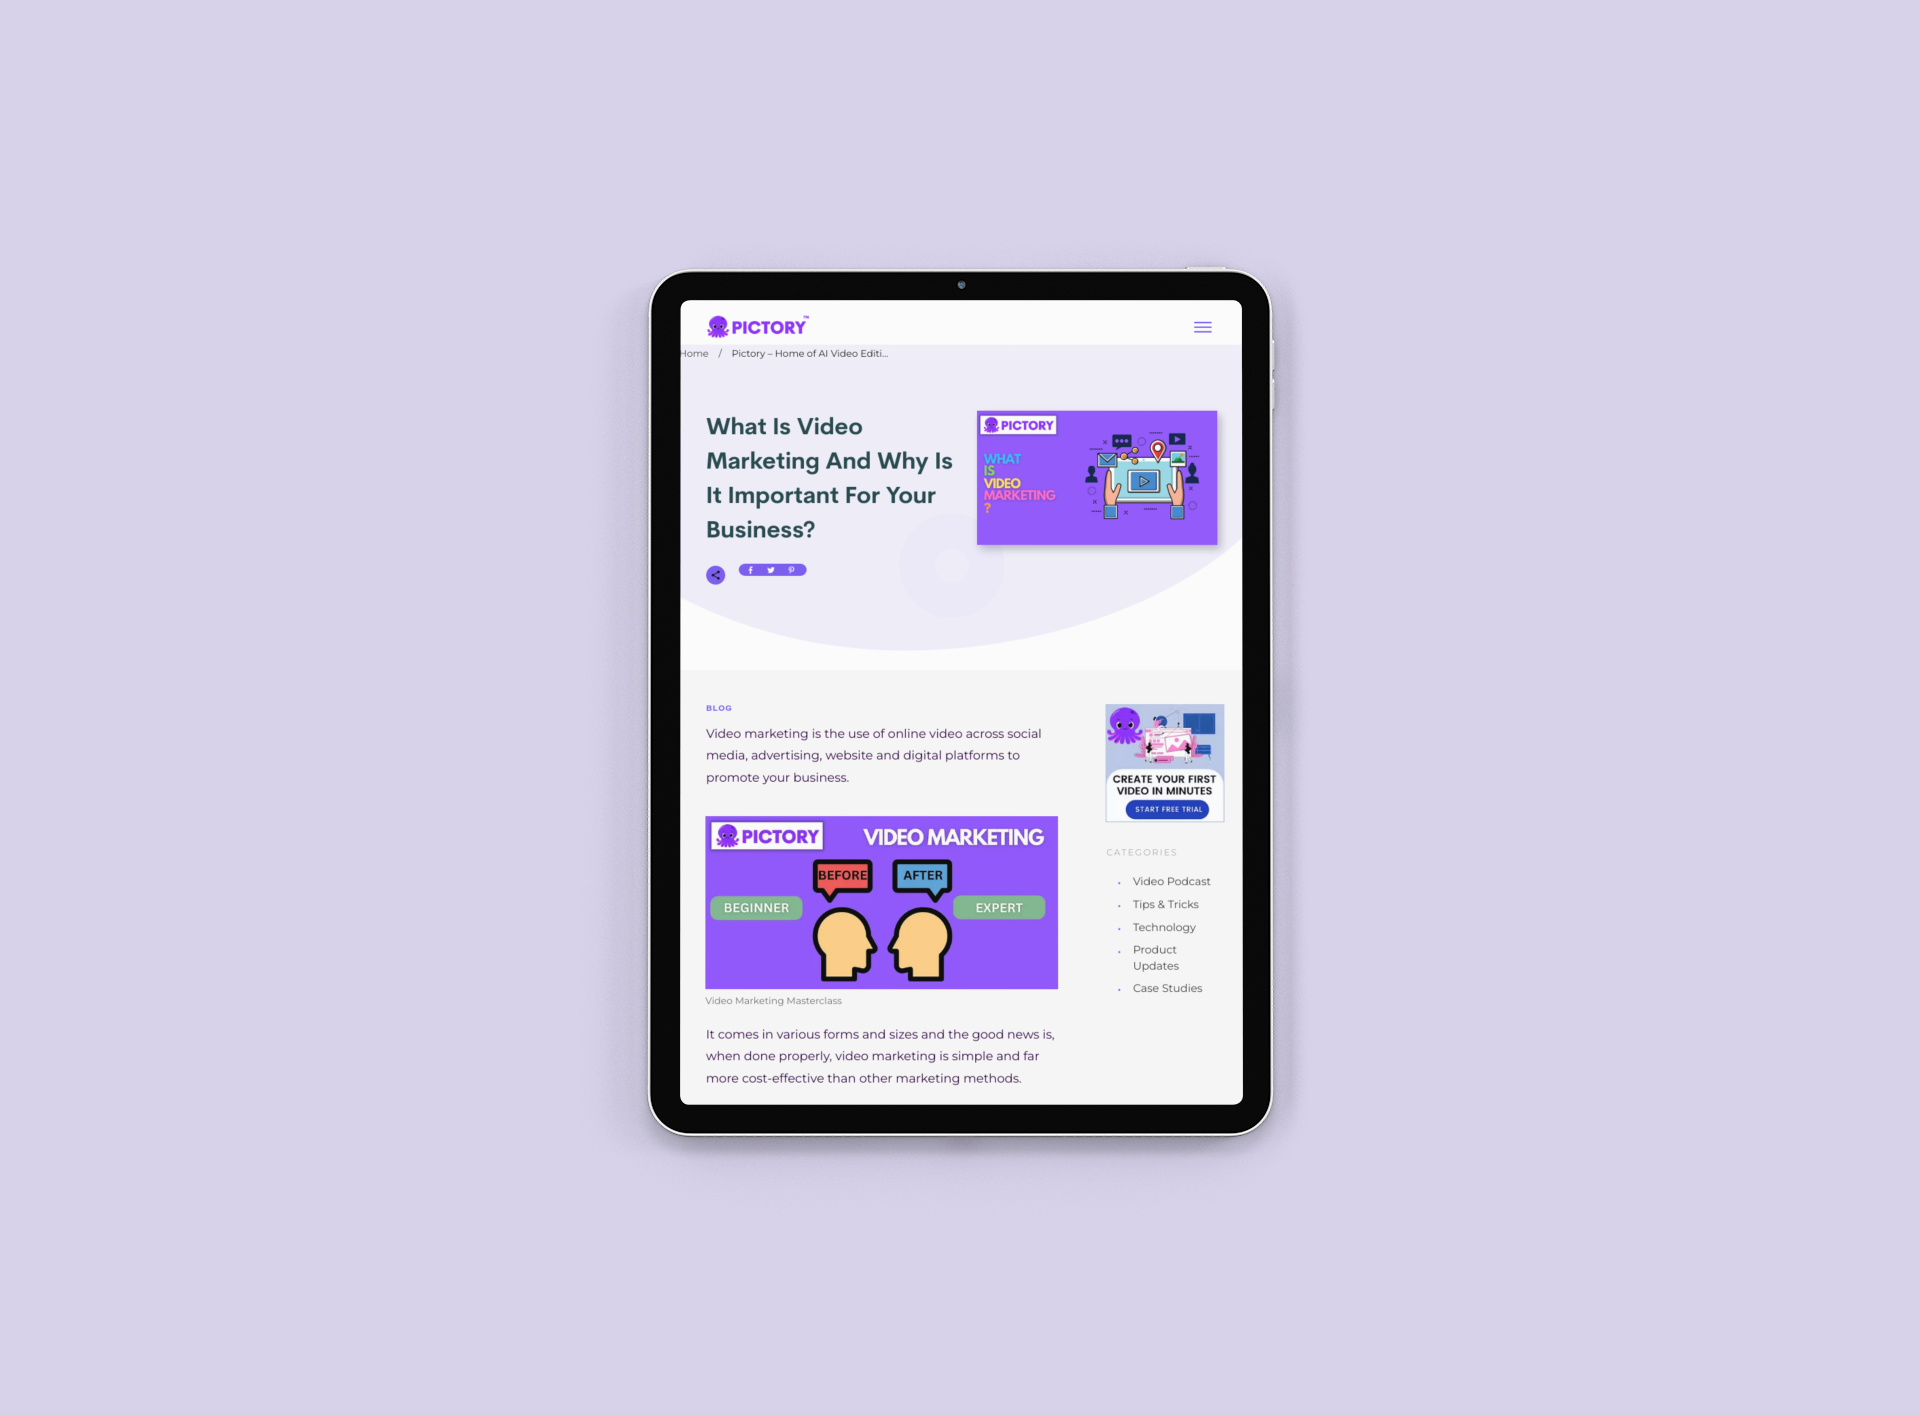 PICTORY™
Home / Pictory – Home of AI Video Editi...
What Is Video
Marketing And Why Is
It Important For Your
Business?
PICTORY
WHAT
IS
VIDEO
MARKETING
?
BLOG
Video marketing is the use of online video across social
media, advertising, website and digital platforms to
promote your business.
PICTORY
VIDEO MARKETING
BEFORE
AFTER
BEGINNER
EXPERT
Video Marketing Masterclass
It comes in various forms and sizes and the good news is,
when done properly, video marketing is simple and far
more cost-effective than other marketing methods.
CREATE YOUR FIRST
VIDEO IN MINUTES
START FREE TRIAL
CATEGORIES
• Video Podcast
• Tips & Tricks
• Technology
• Product
Updates
• Case Studies